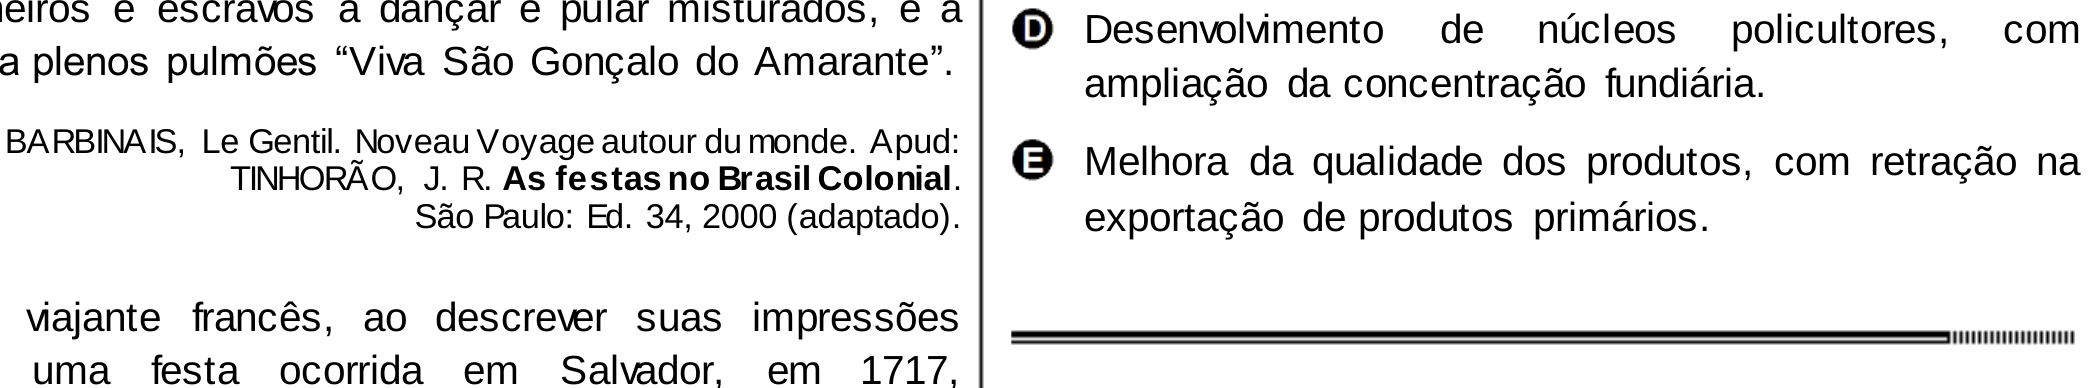 e escravos a dançar e pular misturados, e a
a plenos pulmões “Viva São Gonçalo do Amarante”.
BARBINAIS, Le Gentil. Noveau Voyage autour du monde. Apud:
TINHORÃO, J. R. As festas no Brasil Colonial.
São Paulo: Ed. 34, 2000 (adaptado).
viajante francês, ao descrever suas impressões
uma festa ocorrida em Salvador, em 1717,
D Desenvolvimento de núcleos policultores, com
ampliação da concentração fundiária.
E Melhora da qualidade dos produtos, com retração na
exportação de produtos primários.